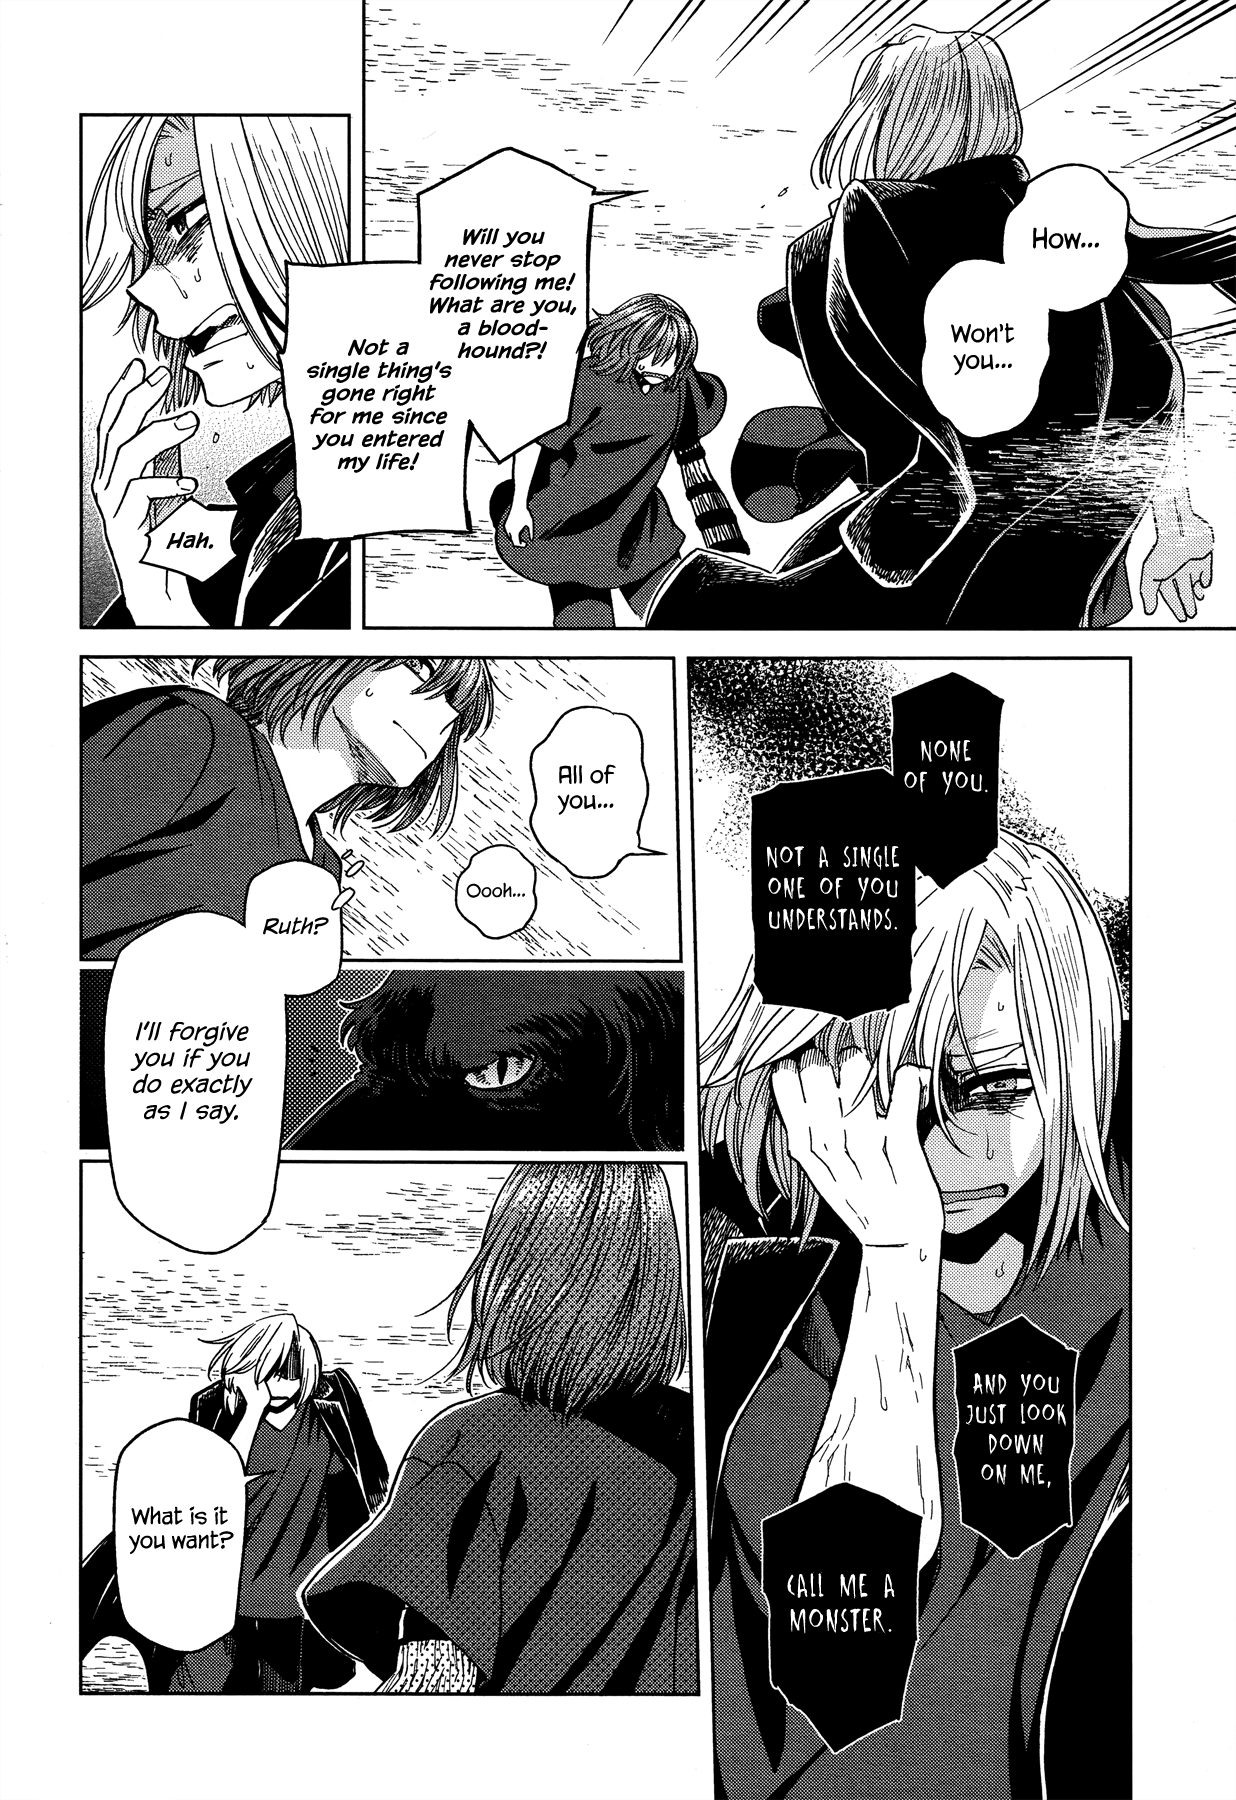 How...
Won't
you...
Will you
never stop
following me!
What are you,
a blood-
hound?!
Not a
single thing's
gone right
for me since
you entered
my life!
Hah.
NONE
OF YOU.
NOT A SINGLE
ONE OF YOU
UNDERSTANDS.
AND YOU
JUST LOOK
DOWN
ON ME,
CALL ME A
MONSTER.
All of
you...
Oooh...
Ruth?
I'll forgive
you if you
do exactly
as I say.
What is it
you want?